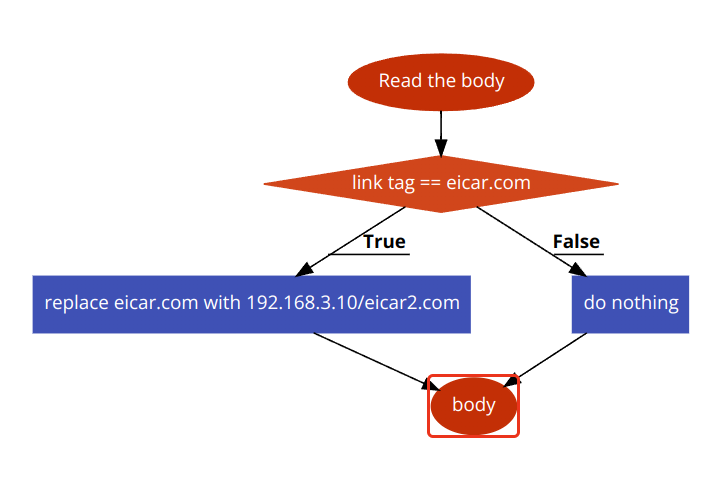 Read the body
link tag == eicar.com
True
False
replace eicar.com with 192.168.3.10/eicar2.com
do nothing
body